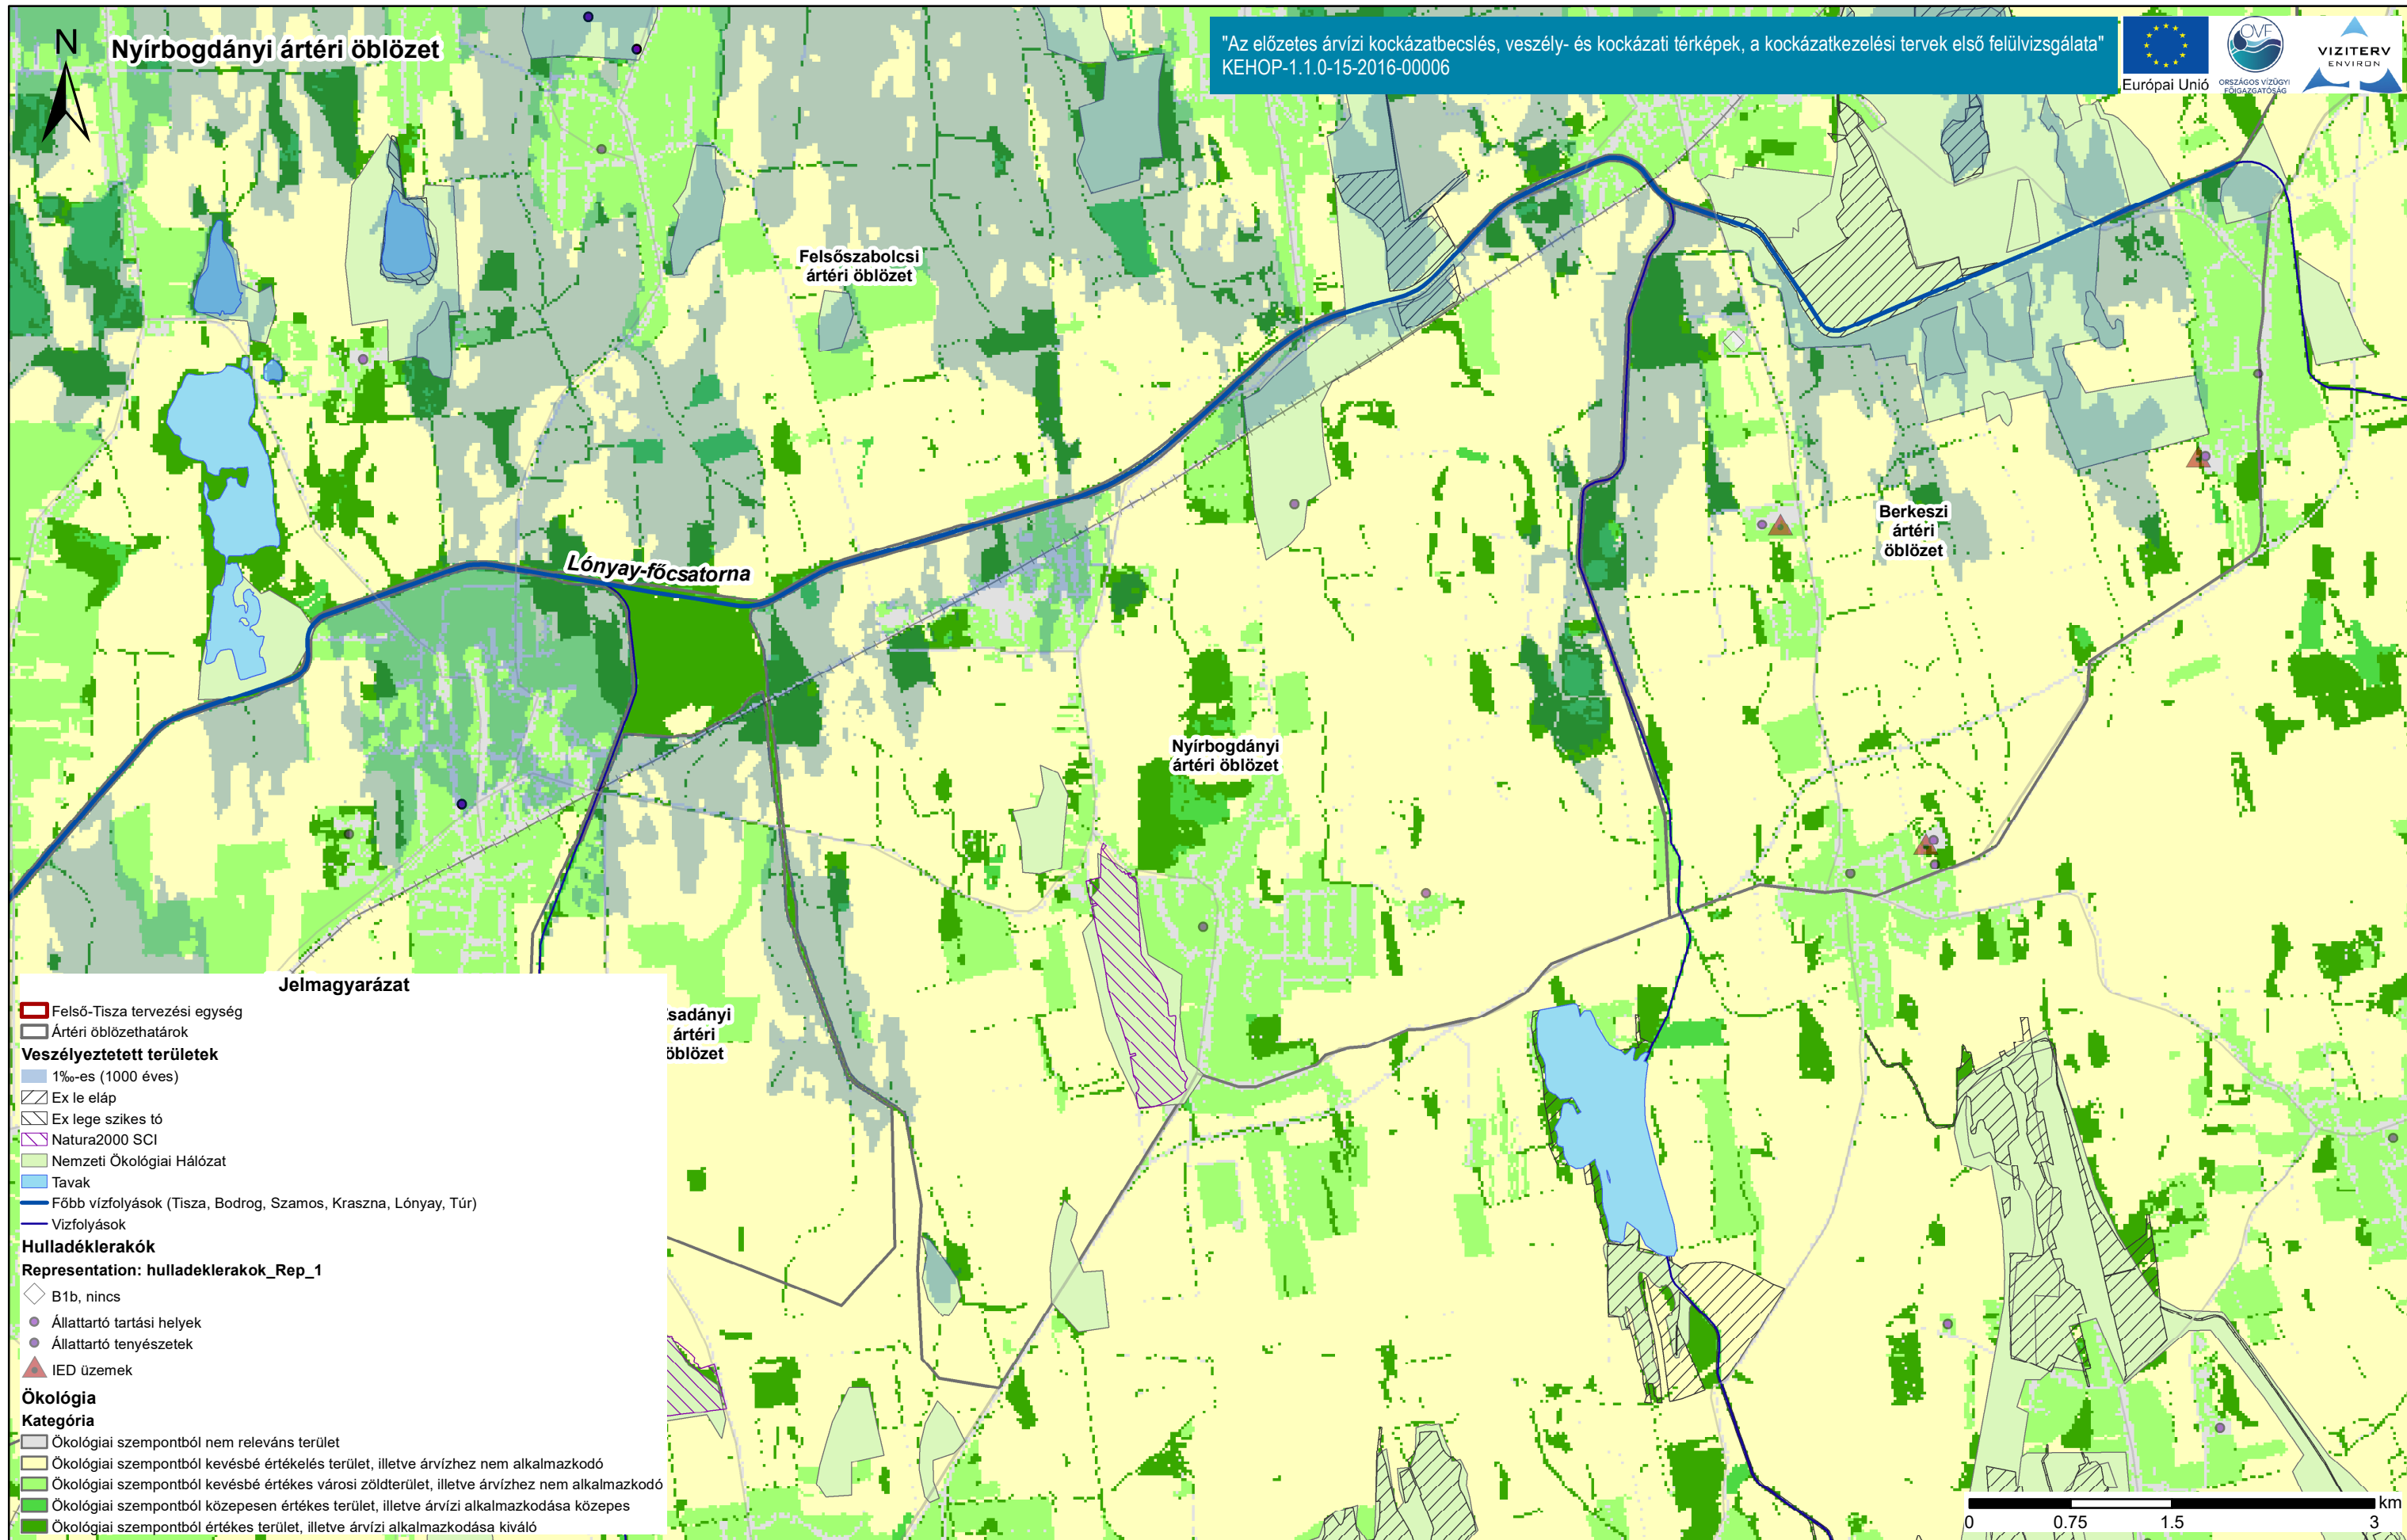 N
Nyírbogdányi ártéri öblözet
"Az előzetes árvízi kockázatbecslés, veszély- és kockázati térképek, a kockázatkezelési tervek első felülvizsgálata"
KEHOP-1.1.0-15-2016-00006
Európai Unió
OVF
ORSZÁGOS VÍZÜGYI
FŐIGAZGATÓSÁG
VIZITERV
ENVIRON
Felsőszabolcsi
ártéri öblözet
Lónyay-főcsatorna
Berkeszi
ártéri
öblözet
Nyírbogdányi
ártéri öblözet
sadányi
ártéri
öblözet
Jelmagyarázat
Felső-Tisza tervezési egység
Ártéri öblözethatárok
Veszélyeztetett területek
1‰-es (1000 éves)
Ex le eláp
Ex lege szikes tó
Natura2000 SCI
Nemzeti Ökológiai Hálózat
Tavak
Főbb vízfolyások (Tisza, Bodrog, Szamos, Kraszna, Lónyay, Túr)
Vizfolyások
Hulladéklerakók
Representation: hulladeklerakok_Rep_1
B1b, nincs
Állattartó tartási helyek
Állattartó tenyészetek
IED üzemek
Ökológia
Kategória
Ökológiai szempontból nem releváns terület
Ökológiai szempontból kevésbé értékelés terület, illetve árvízhez nem alkalmazkodó
Ökológiai szempontból kevésbé értékes városi zöldterület, illetve árvízhez nem alkalmazkodó
Ökológiai szempontból közepesen értékes terület, illetve árvízi alkalmazkodása közepes
Ökológiai szempontból értékes terület, illetve árvízi alkalmazkodása kiváló
km
0 0.75 1.5 3